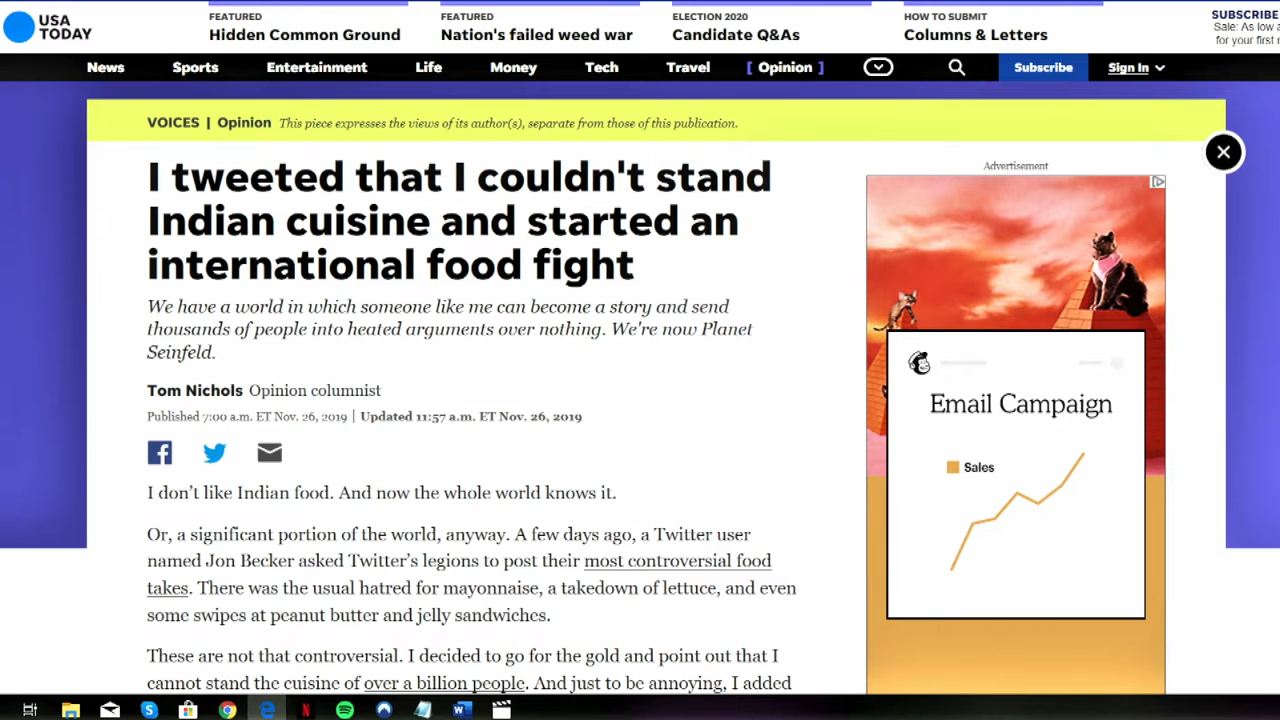 USA
TODAY
FEATURED
Hidden Common Ground
FEATURED
Nation's failed weed war
ELECTION 2020
Candidate Q&As
HOW TO SUBMIT
Columns & Letters
SUBSCRIBE
Sale: As low a
for your first r
News Sports Entertainment Life Money Tech Travel [ Opinion ] Subscribe Sign In
VOICES | Opinion This piece expresses the views of its author(s), separate from those of this publication.
I tweeted that I couldn't stand
Indian cuisine and started an
international food fight
We have a world in which someone like me can become a story and send
thousands of people into heated arguments over nothing. We're now Planet
Seinfeld.
Tom Nichols Opinion columnist
Published 7:00 a.m. ET Nov. 26, 2019 | Updated 11:57 a.m. ET Nov. 26, 2019
I don't like Indian food. And now the whole world knows it.
Or, a significant portion of the world, anyway. A few days ago, a Twitter user
named Jon Becker asked Twitter's legions to post their most controversial food
takes. There was the usual hatred for mayonnaise, a takedown of lettuce, and even
some swipes at peanut butter and jelly sandwiches.
These are not that controversial. I decided to go for the gold and point out that I
cannot stand the cuisine of over a billion people. And just to be annoying, I added
Advertisement
Email Campaign
Sales